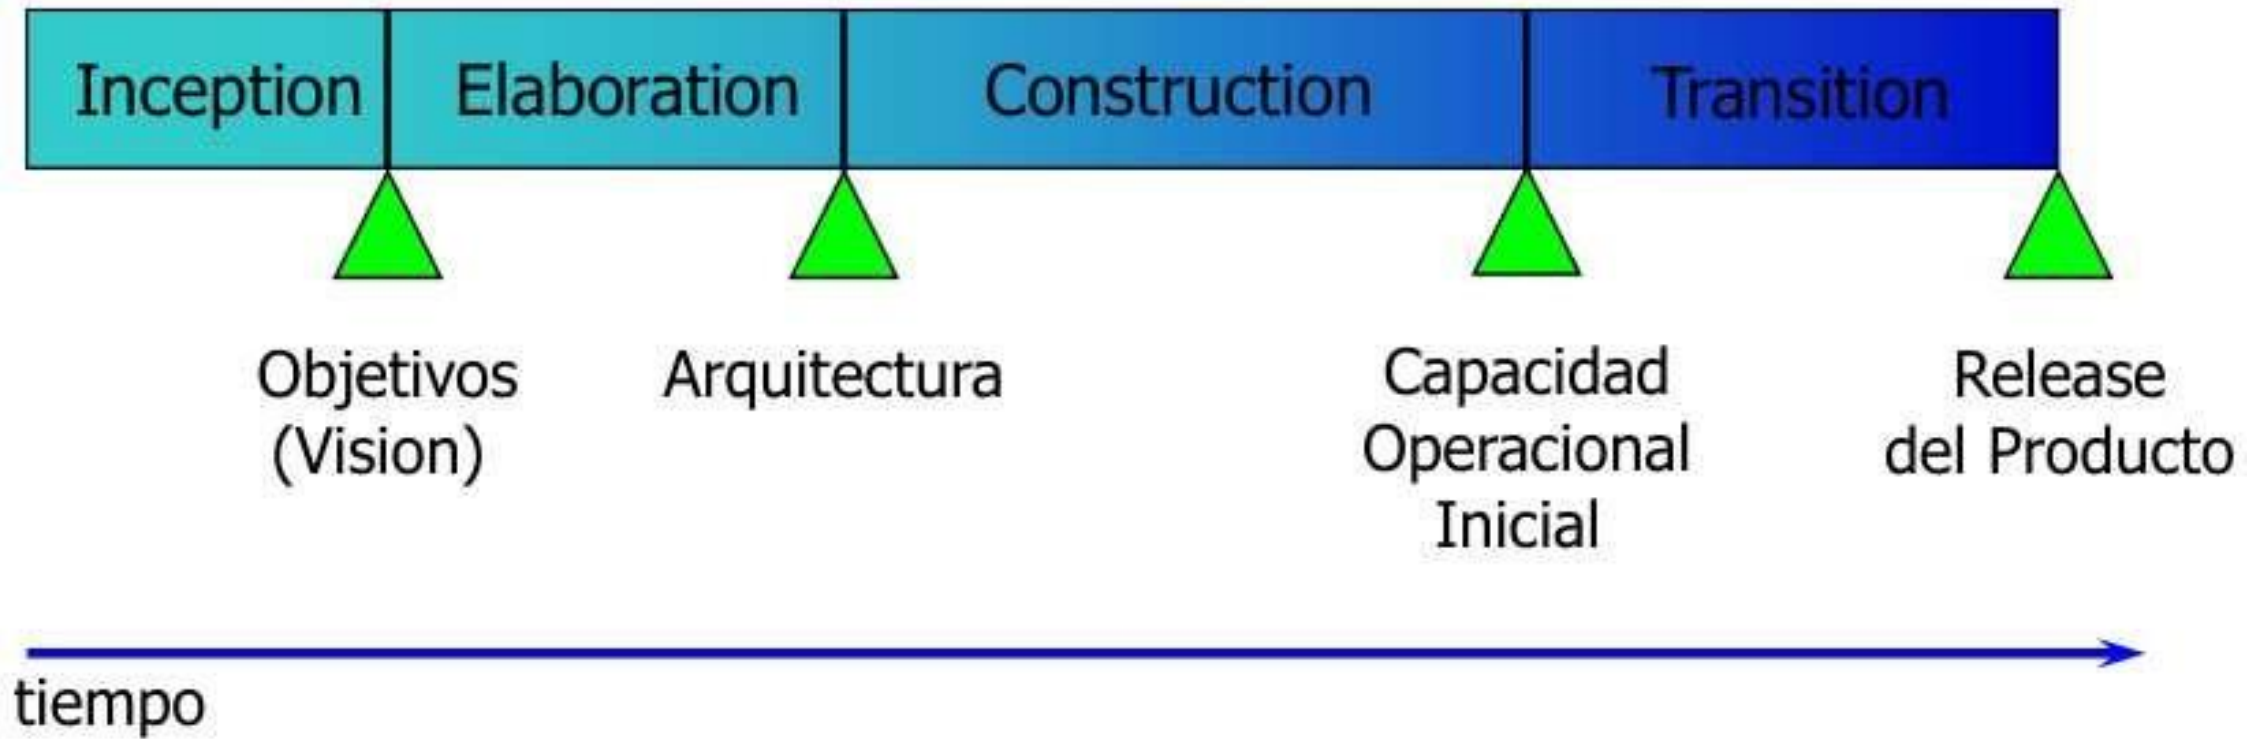 Inception Elaboration Construction Transition
Objetivos
(Vision)
Arquitectura
Capacidad
Operacional
Inicial
Release
del Producto
tiempo